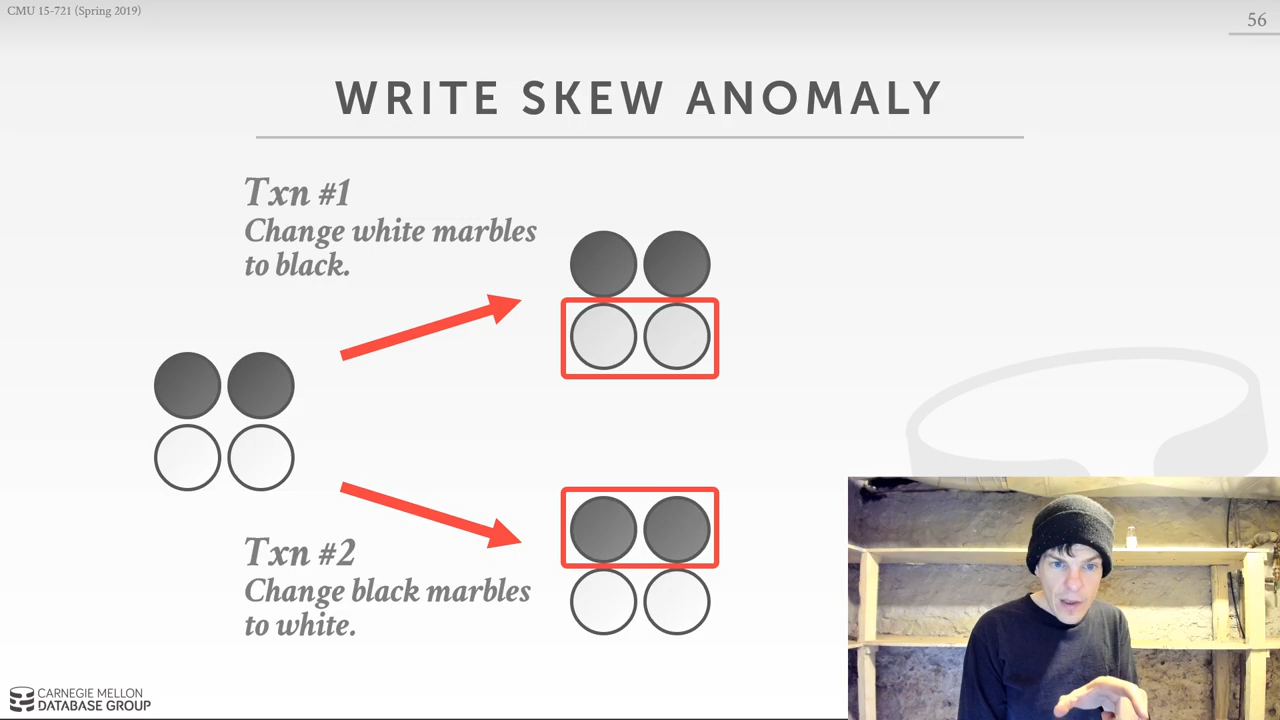 CMU 15-721 (Spring 2019)
56
WRITE SKEW ANOMALY
Txn #1
Change white marbles
to black.
Txn #2
Change black marbles
to white.
CARNEGIE MELLON
DATABASE GROUP